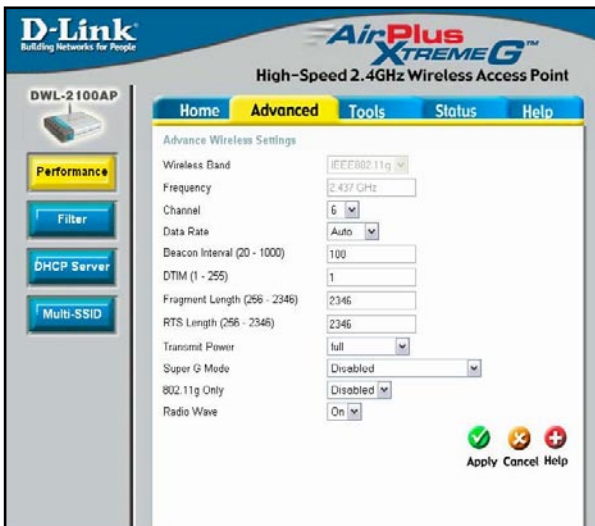 D-Link
Building Networks for People
AirPlus
XTREME G™
High-Speed 2.4GHz Wireless Access Point
DWL-2100AP
Home Advanced Tools Status Help
Performance
Filter
DHCP Server
Multi-SSID
Advance Wireless Settings
Wireless Band IEEE802.11g
Frequency 2.437 GHz
Channel 6
Data Rate Auto
Beacon Interval (20 - 1000) 100
DTIM (1 - 255) 1
Fragment Length (256 - 2346) 2346
RTS Length (256 - 2346) 2346
Transmit Power full
Super G Mode Disabled
802.11g Only Disabled
Radio Wave On
Apply Cancel Help